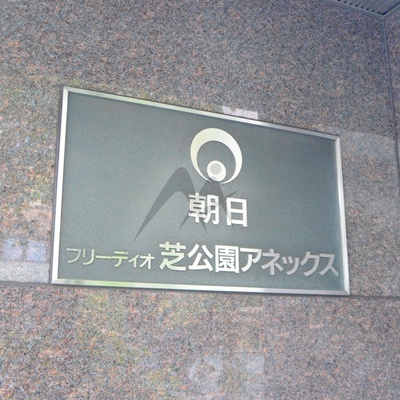 朝日
フリーディオ 芝公園アネックス